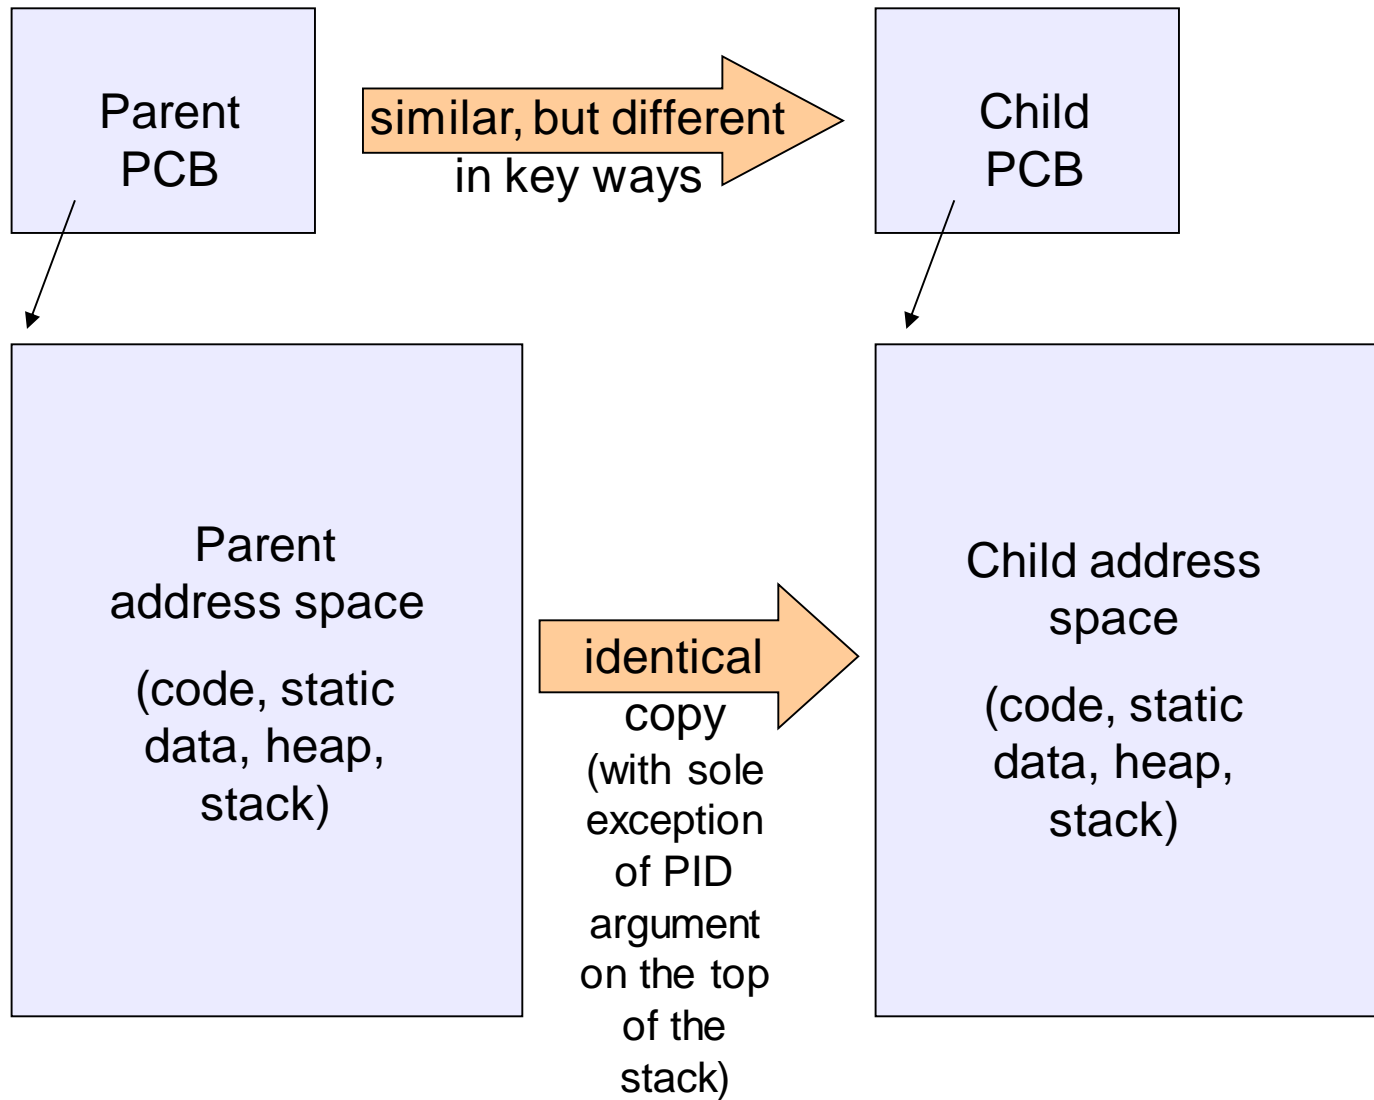 Parent
PCB
similar, but different
in key ways
Child
PCB
Parent
address space
(code, static
data, heap,
stack)
identical
copy
(with sole
exception
of PID
argument
on the top
of the
stack)
Child address
space
(code, static
data, heap,
stack)